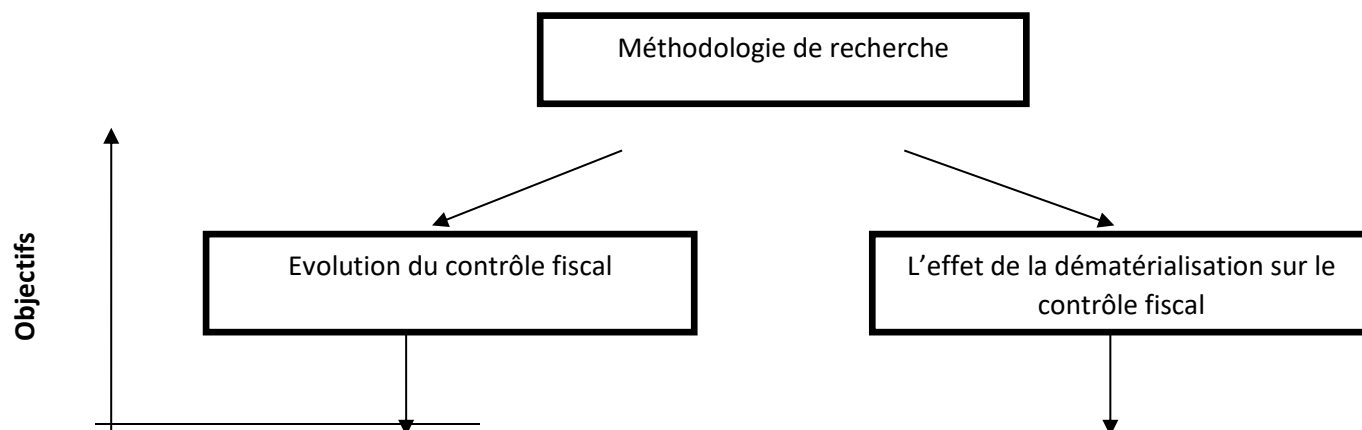 Méthodologie de recherche
Objectifs
Evolution du contrôle fiscal
L’effet de la dématérialisation sur le
contrôle fiscal